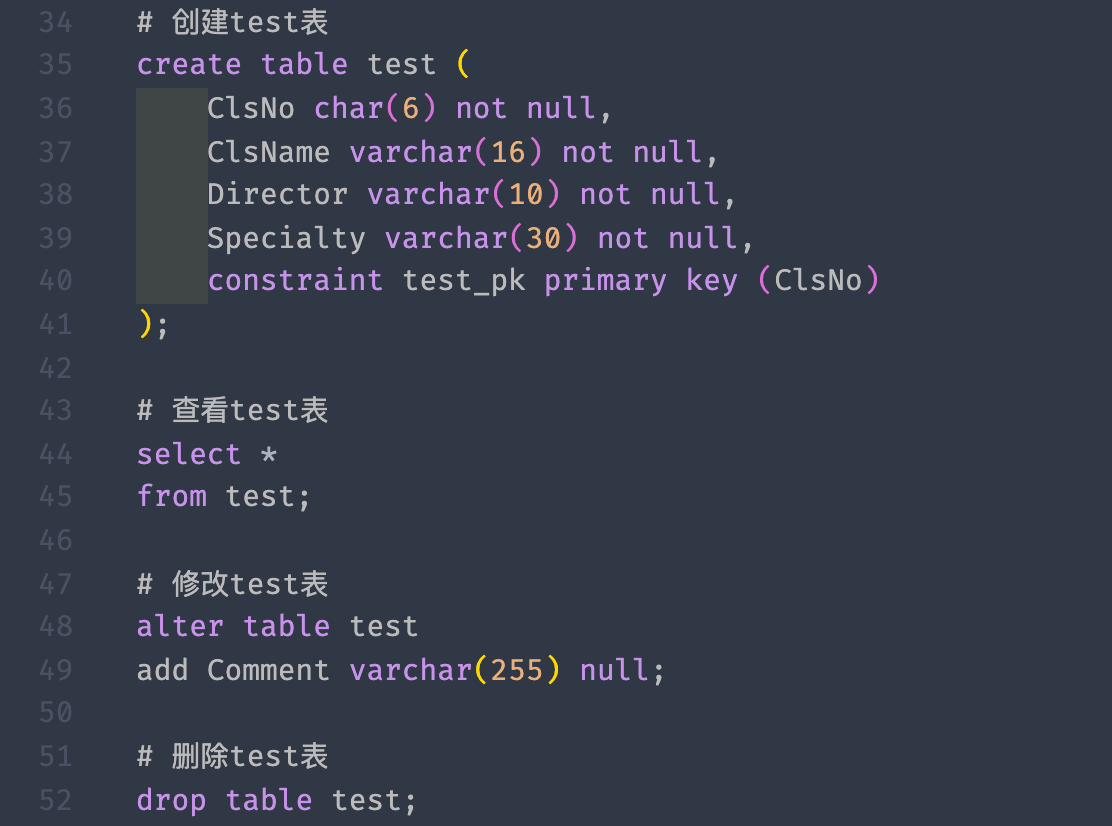 34 # 创建test表
35 create table test (
36 ClsNo char(6) not null,
37 ClsName varchar(16) not null,
38 Director varchar(10) not null,
39 Specialty varchar(30) not null,
40 constraint test_pk primary key (ClsNo)
41 );
42
43 # 查看test表
44 select *
45 from test;
46
47 # 修改test表
48 alter table test
49 add Comment varchar(255) null;
50
51 # 删除test表
52 drop table test;